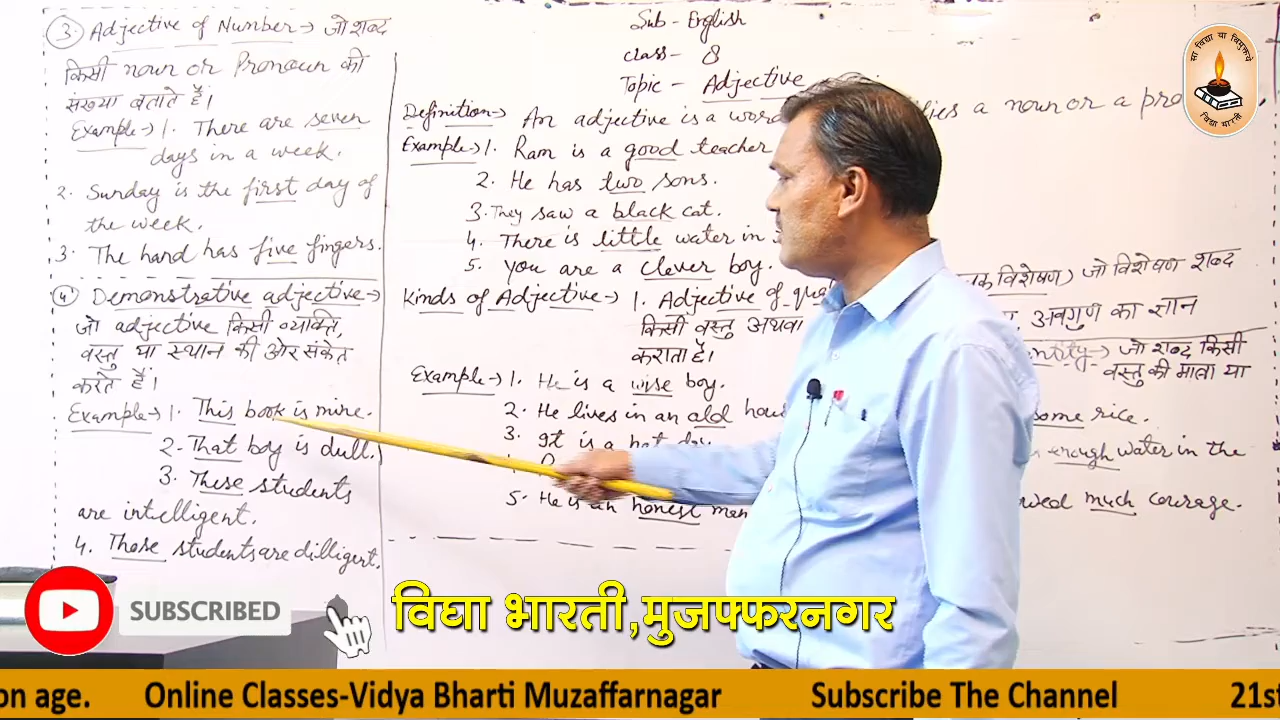 ③ Adjective of Number→ जो शब्द
किसी noun or Pronoun की
संख्या बताते हैं।
Example→ 1. There are seven
days in a week.
2. Sunday is the first day of
the week.
3. The hand has five fingers.
④ Demonstrative adjective→
जो adjective किसी व्यक्ति,
वस्तु या स्थान की ओर संकेत
करते हैं।
Example→ 1. This book is mine.
2. That boy is dull.
3. These students
are intelligent.
4. Those students are dilligent.
Sub - English
Class - 8
Topic - Adjective
Definition→ An adjective is a word a noun or a
Example→ 1. Ram is a good teacher
2. He has two sons.
3. They saw a black cat.
4. There is little water in
5. You are a clever boy.
Kinds of Adjective→ 1. Adjective of विशेषण) जो विशेषण शब्द
किसी वस्तु अथवा अवगुण का ज्ञान
कराता है।
जो शब्द किसी
वस्तु की मात्रा या
Example→ 1. He is a wise boy.
2. He lives in an old
3. It is a hot day.
5. He is an honest man
some rice.
enough water in the
much courage.
सा विद्या या विमुक्तये
विद्या भारती
SUBSCRIBED
विद्या भारती,मुजफ्फरनगर
on age. Online Classes-Vidya Bharti Muzaffarnagar Subscribe The Channel 21st